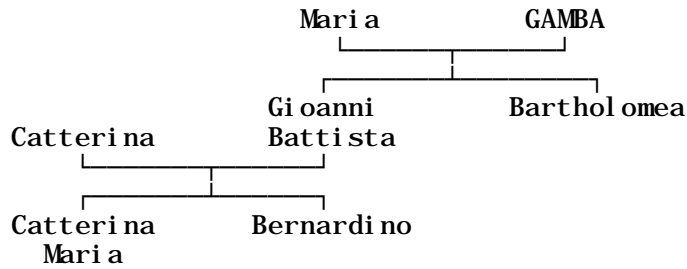 Maria GAMBA
Gioanni Bartholomea
Catterina Battista
Catterina Bernardino
Maria